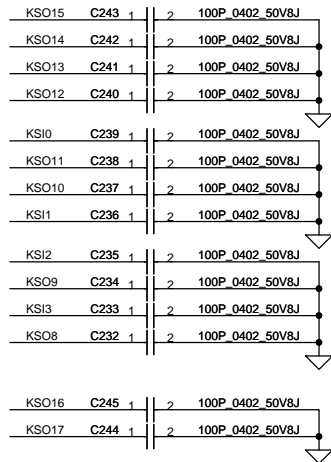 KSO15 C243 1 2 100P_0402_50V8J
KSO14 C242 1 2 100P_0402_50V8J
KSO13 C241 1 2 100P_0402_50V8J
KSO12 C240 1 2 100P_0402_50V8J
KSI0 C239 1 2 100P_0402_50V8J
KSO11 C238 1 2 100P_0402_50V8J
KSO10 C237 1 2 100P_0402_50V8J
KSI1 C236 1 2 100P_0402_50V8J
KSI2 C235 1 2 100P_0402_50V8J
KSO9 C234 1 2 100P_0402_50V8J
KSI3 C233 1 2 100P_0402_50V8J
KSO8 C232 1 2 100P_0402_50V8J
KSO16 C245 1 2 100P_0402_50V8J
KSO17 C244 1 2 100P_0402_50V8J